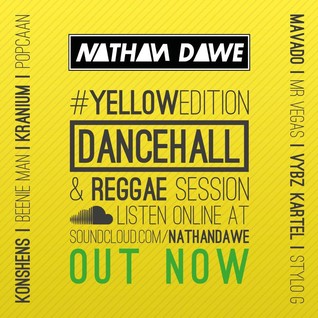 NATHAN DAWE
#YELLOWEDITION
DANCEHALL
& REGGAE SESSION
LISTEN ONLINE AT
SOUNDCLOUD.COM/NATHANDAWE
OUT NOW
KONSHENS | BEENIE MAN | KRANIUM | POPCAAN
MAVADO | MR VEGAS | VYBZ KARTEL | STYLO G